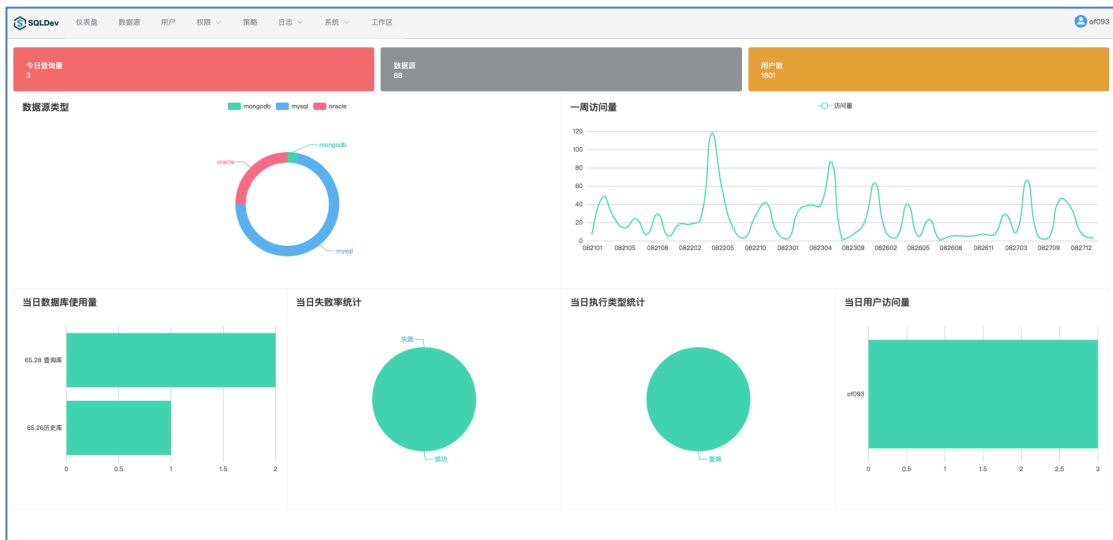 SQLDev 仪表盘 数据源 用户 权限 策略 日志 系统 工作区 of093
今日查询量
3
数据源
88
用户数
1801
数据源类型
mongodb mysql oracle
mongodb
oracle
mysql
一周访问量
访问量
120
100
80
60
40
20
0
082101 082105 082108 082202 082205 082210 082301 082304 082309 082602 082605 082608 082611 082703 082709 082712
当日数据库使用量
65.28 查询库
65.26历史库
0 0.5 1 1.5 2
当日失败率统计
失败
成功
当日执行类型统计
查询
当日用户访问量
of093
0 0.5 1 1.5 2 2.5 3